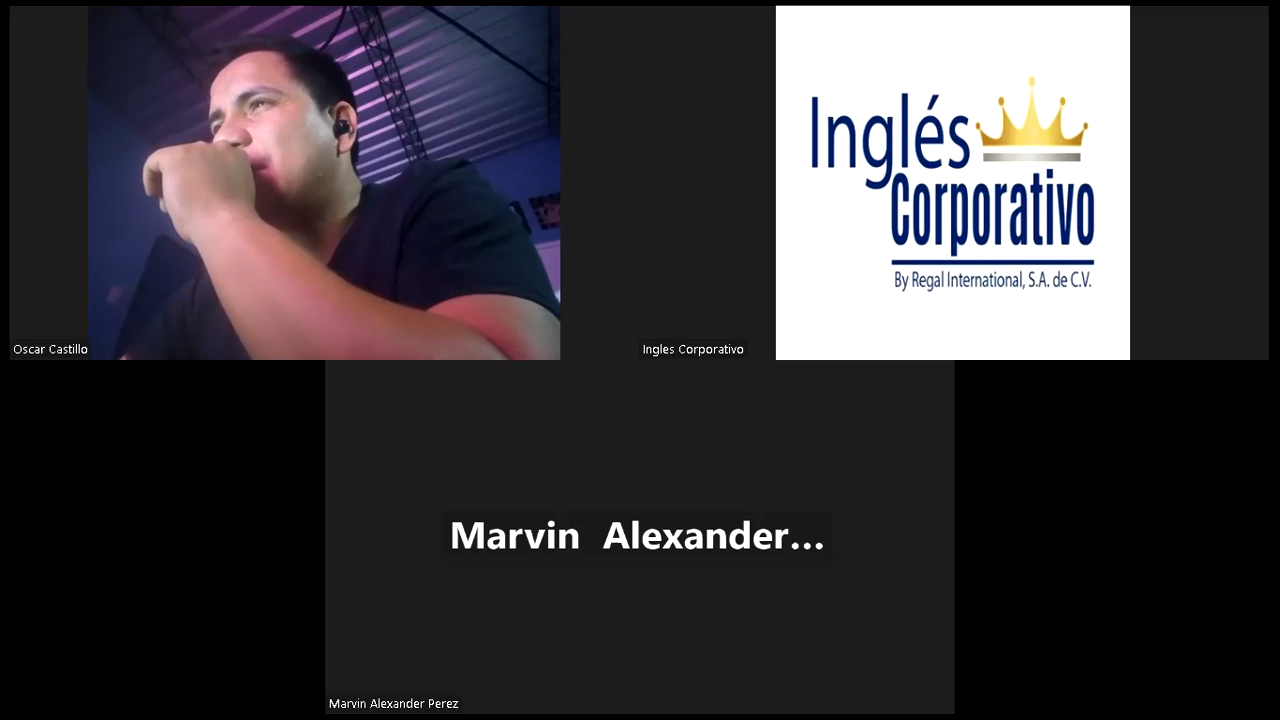 Inglés
Corporativo
By Regal International, S.A. de C.V.
Oscar Castillo
Ingles Corporativo
Marvin Alexander...
Marvin Alexander Perez